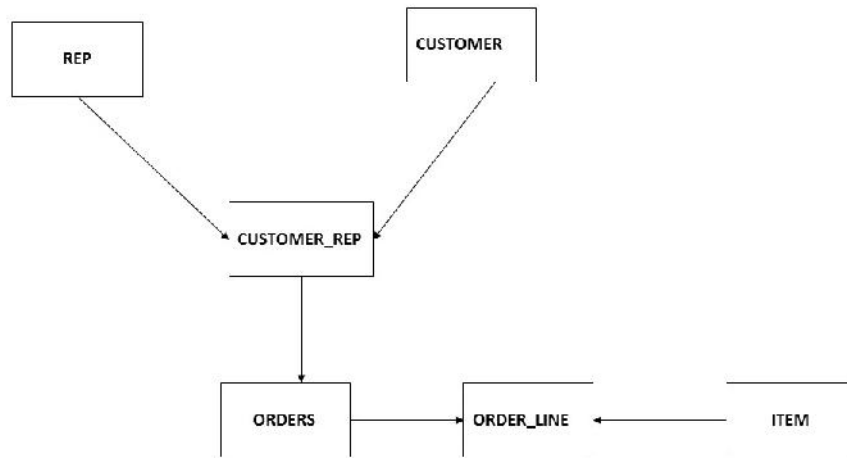 REP
CUSTOMER
CUSTOMER_REP
ORDERS
ORDER_LINE
ITEM